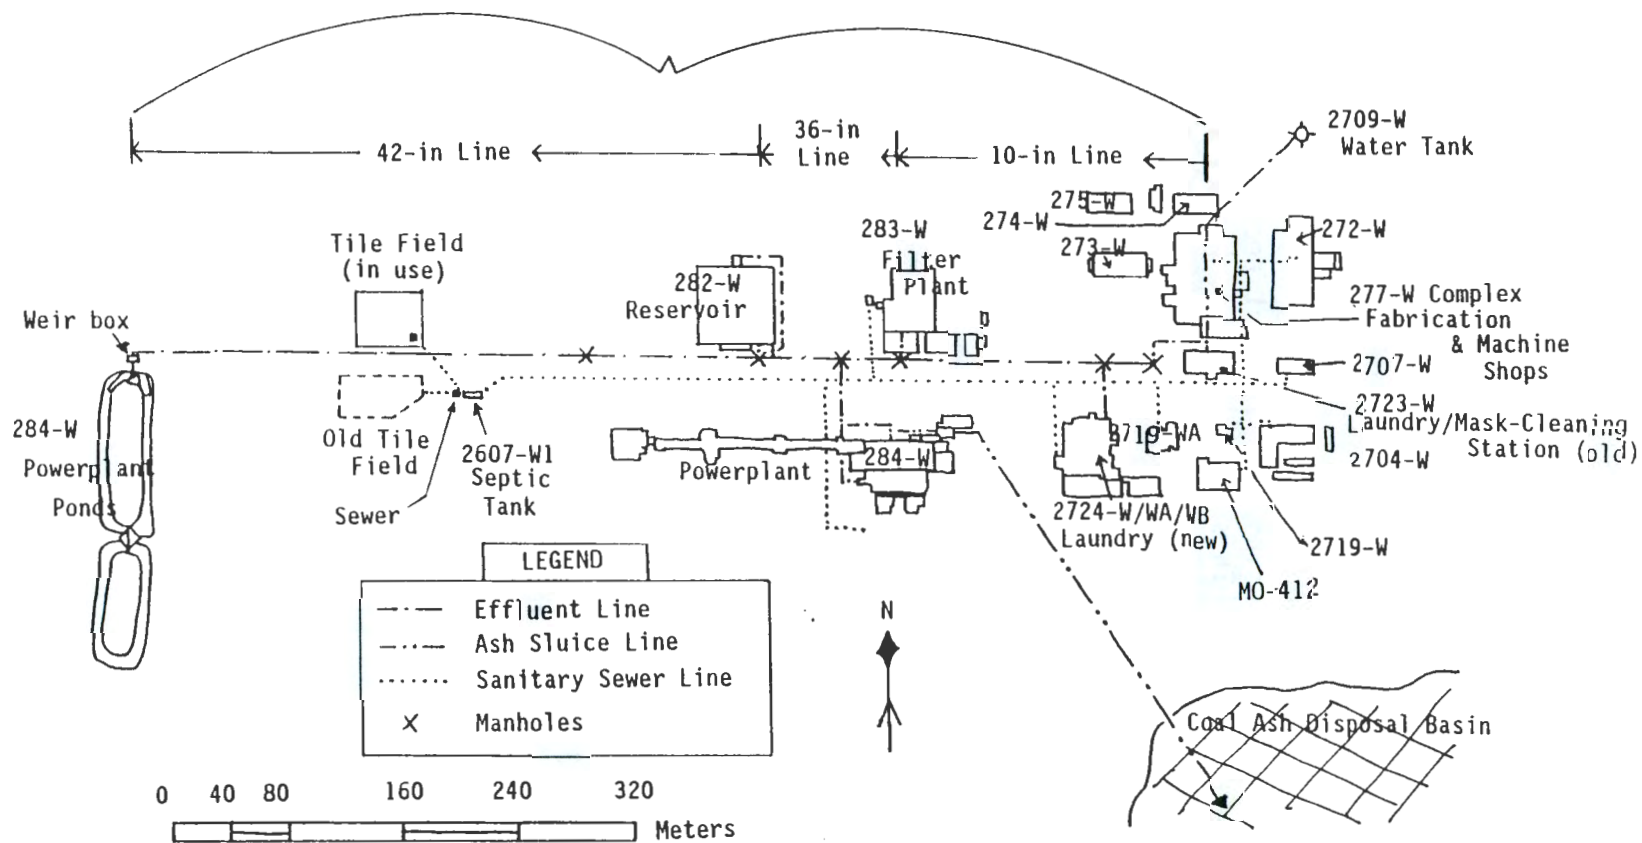 42-in Line
36-in
Line
10-in Line
2709-W
Water Tank
275-W
274-W
283-W
Filter
Plant
273-W
272-W
Tile Field
(in use)
282-W
Reservoir
277-W Complex
Fabrication
& Machine
Shops
Weir box
2707-W
2723-W
Laundry/Mask-Cleaning
Station (old)
284-W
Powerplant
Ponds
Old Tile
Field
2607-W1
Septic
Tank
Sewer
Powerplant
284-W
2719-WA
2704-W
2724-W/WA/WB
Laundry (new)
2719-W
MO-412
LEGEND
Effluent Line
Ash Sluice Line
Sanitary Sewer Line
X Manholes
N
Coal Ash Disposal Basin
0 40 80 160 240 320
Meters